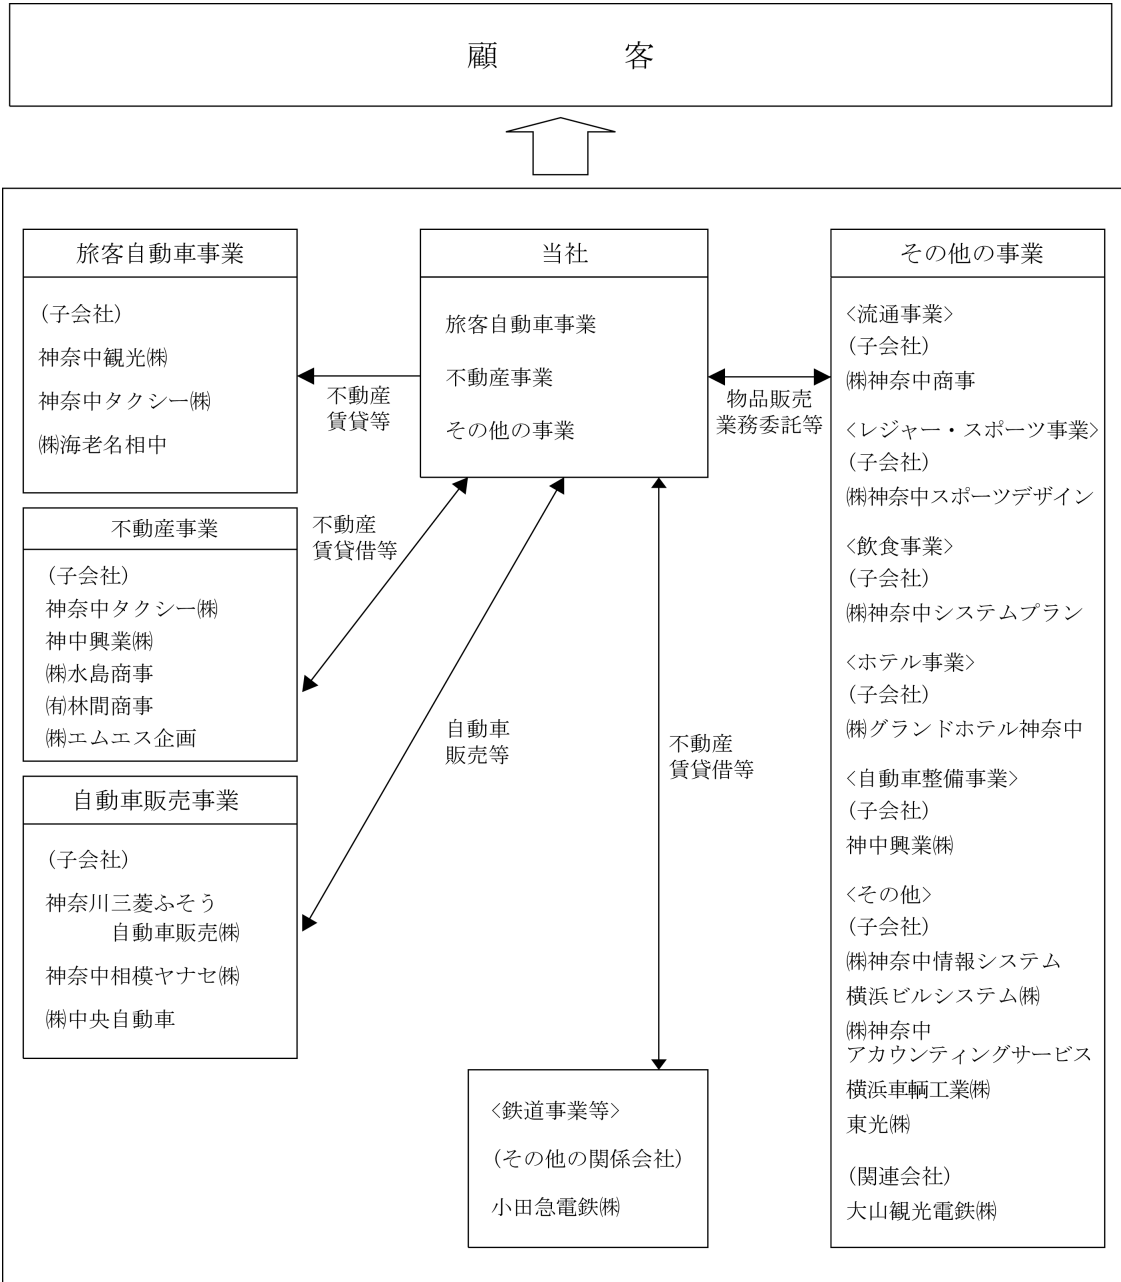 顧客
旅客自動車事業
(子会社)
神奈中観光㈱
神奈中タクシー㈱
㈱海老名相中
不動産
賃貸等
当社
旅客自動車事業
不動産事業
その他の事業
物品販売
業務委託等
不動産事業
(子会社)
神奈中タクシー㈱
神中興業㈱
㈱水島商事
㈲林間商事
㈱エムエス企画
不動産
賃貸借等
自動車販売事業
(子会社)
神奈川三菱ふそう
自動車販売㈱
神奈中相模ヤナセ㈱
㈱中央自動車
自動車
販売等
不動産
賃貸借等
<鉄道事業等>
(その他の関係会社)
小田急電鉄㈱
その他の事業
<流通事業>
(子会社)
㈱神奈中商事
<レジャー・スポーツ事業>
(子会社)
㈱神奈中スポーツデザイン
<飲食事業>
(子会社)
㈱神奈中システムプラン
<ホテル事業>
(子会社)
㈱グランドホテル神奈中
<自動車整備事業>
(子会社)
神中興業㈱
<その他>
(子会社)
㈱神奈中情報システム
横浜ビルシステム㈱
㈱神奈中
アカウンティングサービス
横浜車輌工業㈱
東光㈱
(関連会社)
大山観光電鉄㈱